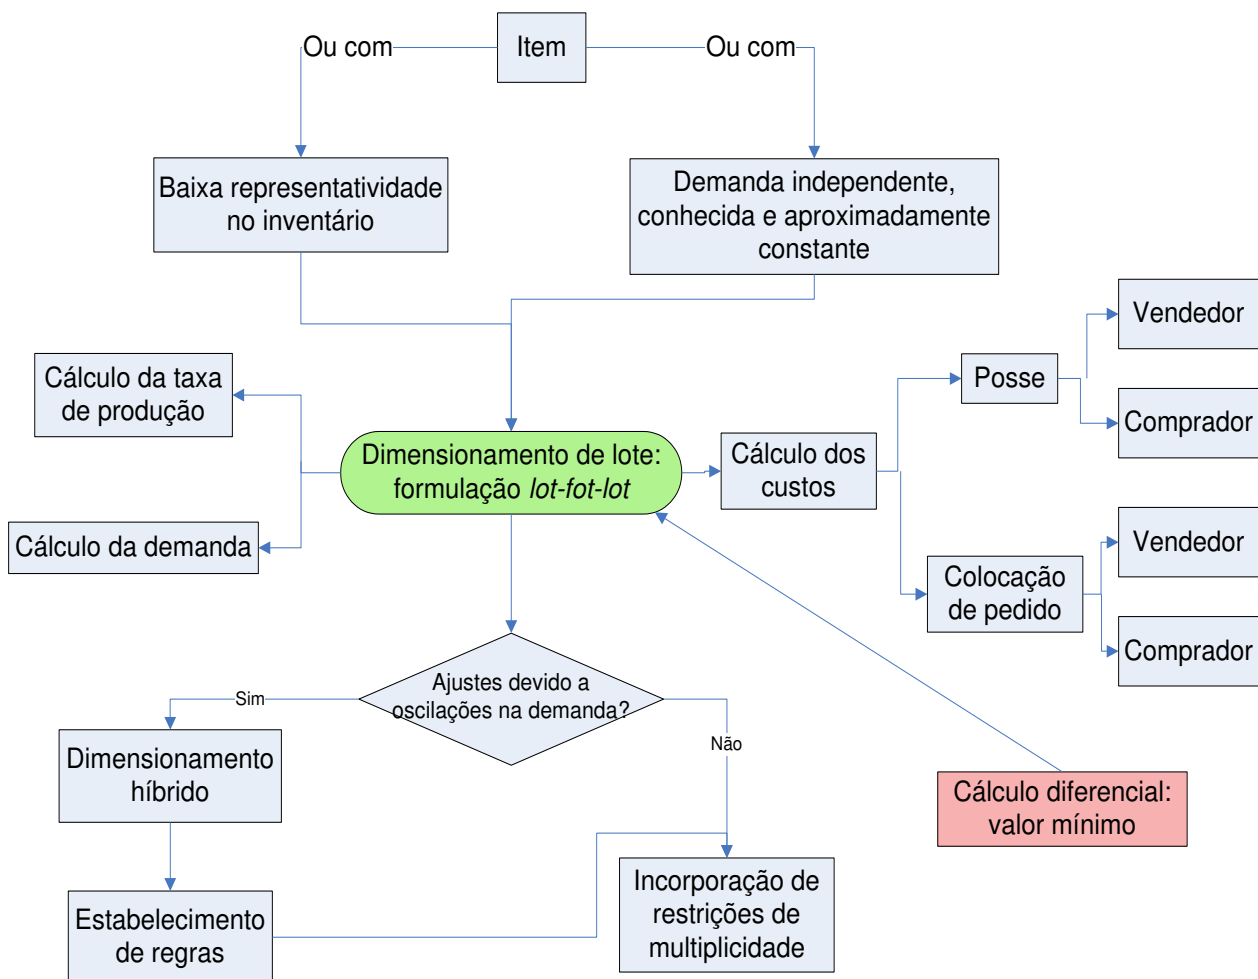 Ou com
Item
Ou com
Baixa representatividade
no inventário
Demanda independente,
conhecida e aproximadamente
constante
Vendedor
Cálculo da taxa
de produção
Posse
Comprador
Dimensionamento de lote:
formulação lot-fot-lot
Cálculo dos
custos
Cálculo da demanda
Vendedor
Colocação
de pedido
Comprador
Ajustes devido a
oscilações na demanda?
Sim
Não
Dimensionamento
híbrido
Cálculo diferencial:
valor mínimo
Estabelecimento
de regras
Incorporação de
restrições de
multiplicidade